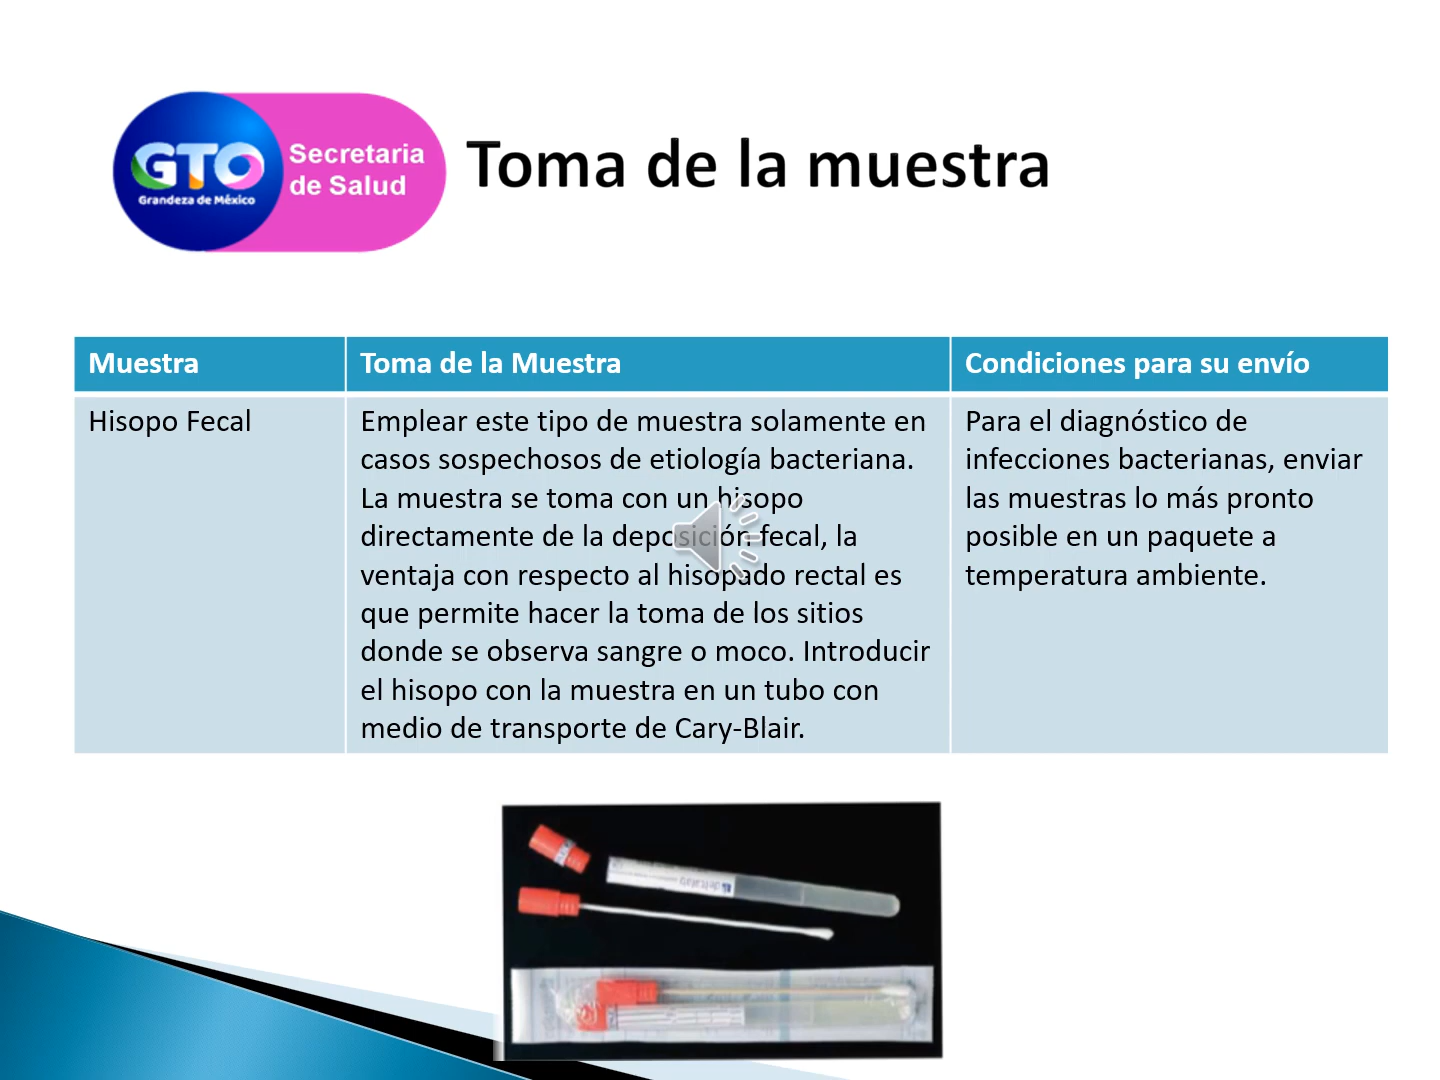 GTO
Grandeza de México
Secretaria
de Salud
Toma de la muestra
Muestra
Toma de la Muestra
Condiciones para su envío
Hisopo Fecal
Emplear este tipo de muestra solamente en
casos sospechosos de etiología bacteriana.
La muestra se toma con un hisopo
directamente de la deposición fecal, la
ventaja con respecto al hisopado rectal es
que permite hacer la toma de los sitios
donde se observa sangre o moco. Introducir
el hisopo con la muestra en un tubo con
medio de transporte de Cary-Blair.
Para el diagnóstico de
infecciones bacterianas, enviar
las muestras lo más pronto
posible en un paquete a
temperatura ambiente.